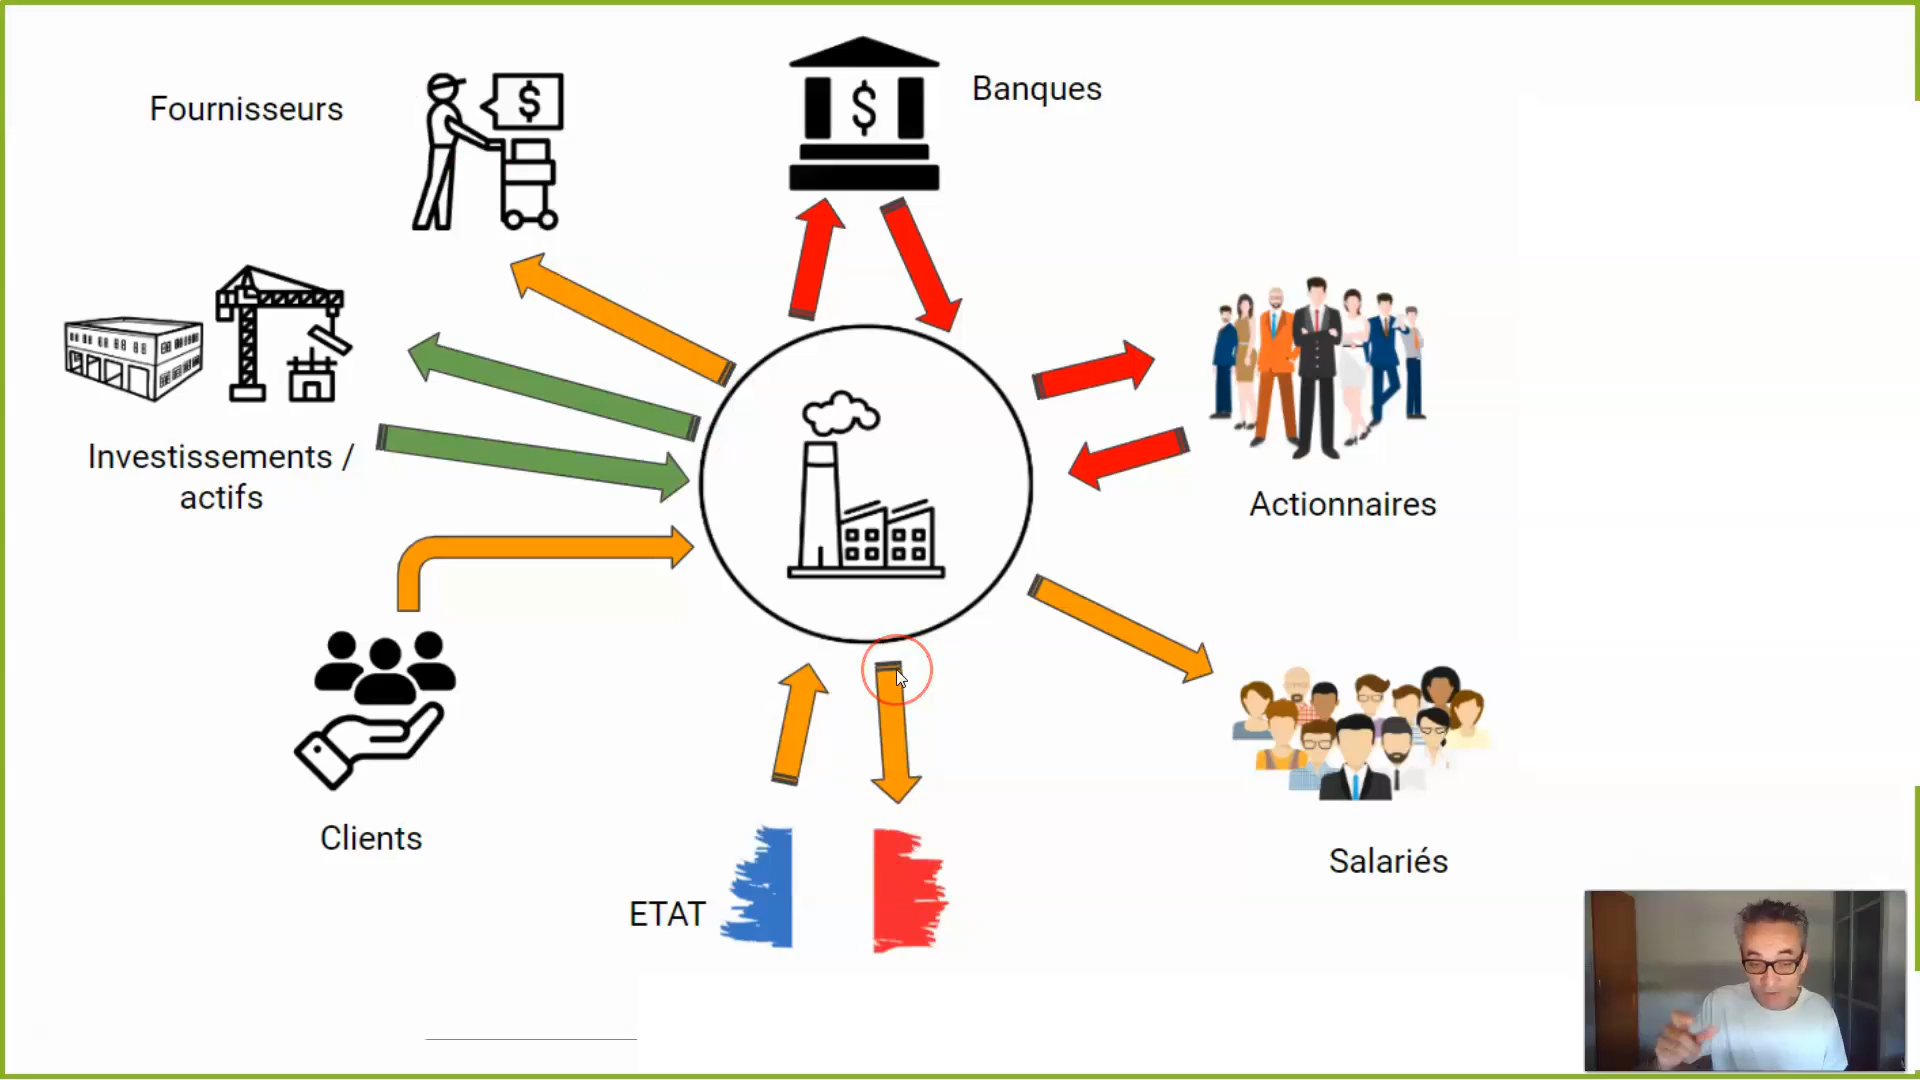 Fournisseurs
$
$
Banques
Investissements /
actifs
Actionnaires
Clients
Salariés
ETAT